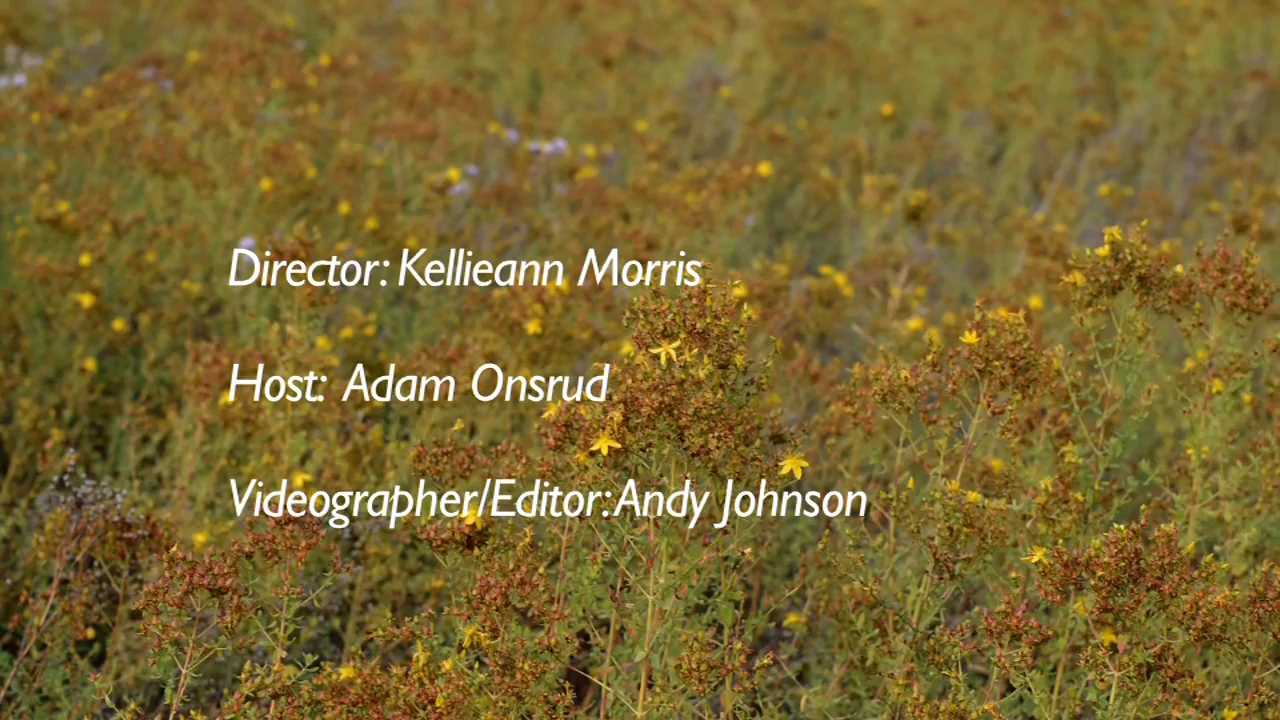 Director: Kellieann Morris
Host: Adam Onsrud
Videographer/Editor: Andy Johnson